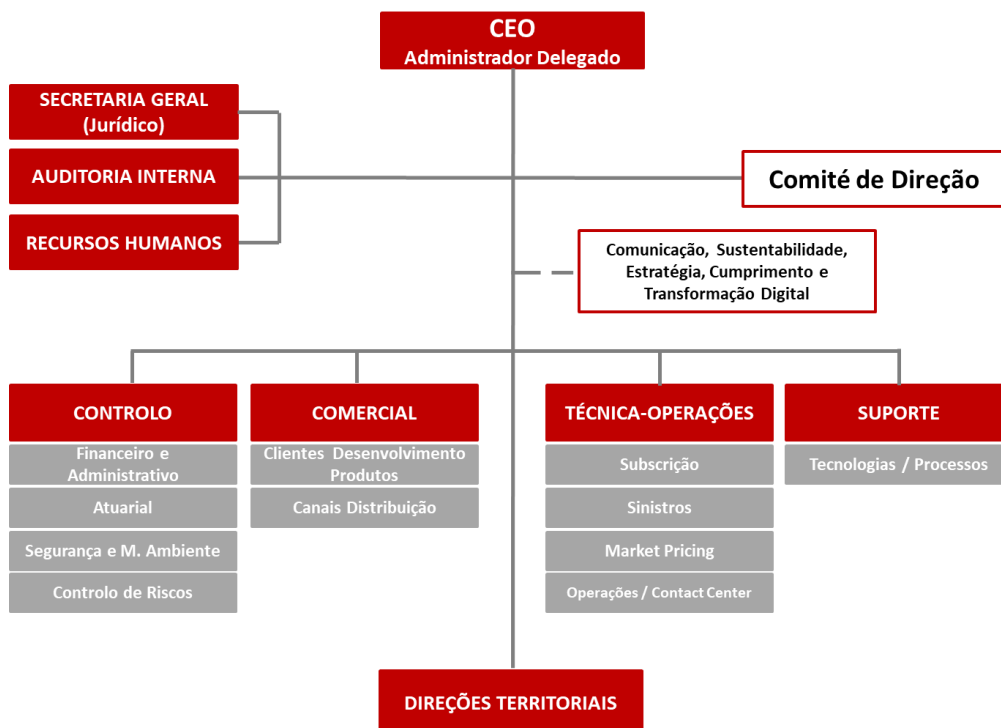 CEO
Administrador Delegado
SECRETARIA GERAL
(Jurídico)
AUDITORIA INTERNA
RECURSOS HUMANOS
Comité de Direção
Comunicação, Sustentabilidade,
Estratégia, Cumprimento e
Transformação Digital
CONTROLO
Financeiro e
Administrativo
Atuarial
Segurança e M. Ambiente
Controlo de Riscos
COMERCIAL
Clientes Desenvolvimento
Produtos
Canais Distribuição
TÉCNICA-OPERAÇÕES
Subscrição
Sinistros
Market Pricing
Operações / Contact Center
SUPORTE
Tecnologias / Processos
DIREÇÕES TERRITORIAIS